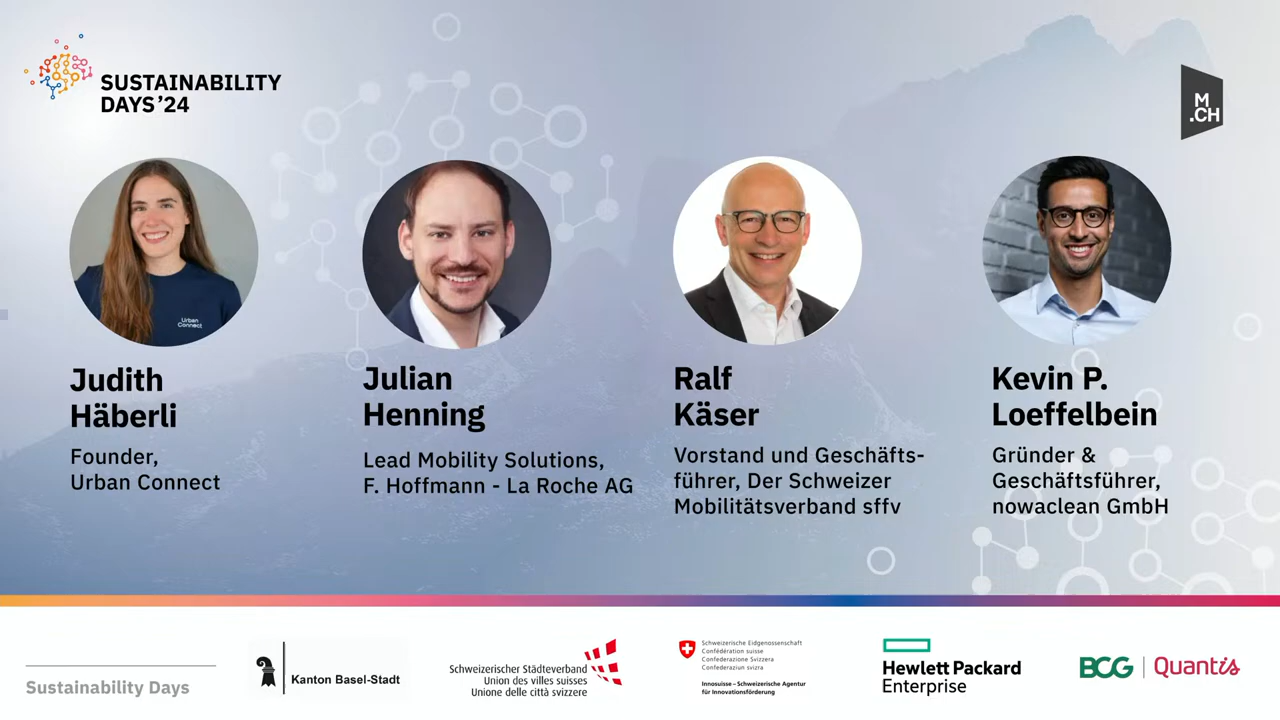 SUSTAINABILITY
DAYS '24
M
.CH
Urban
Connect
Judith
Häberli
Founder,
Urban Connect
Julian
Henning
Lead Mobility Solutions,
F. Hoffmann - La Roche AG
Ralf
Käser
Vorstand und Geschäfts-
führer, Der Schweizer
Mobilitätsverband sffv
Kevin P.
Loeffelbein
Gründer &
Geschäftsführer,
nowaclean GmbH
Sustainability Days
Kanton Basel-Stadt
Schweizerischer Städteverband
Union des villes suisses
Unione delle città svizzere
Schweizerische Eidgenossenschaft
Confédération suisse
Confederazione Svizzera
Confederaziun svizra
Innosuisse – Schweizerische Agentur
für Innovationsförderung
Hewlett Packard
Enterprise
BCG | Quantis